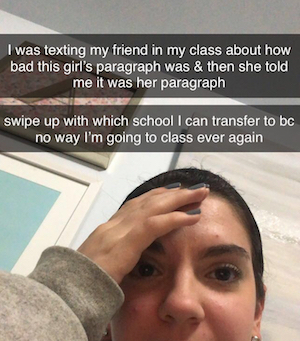 I was texting my friend in my class about how
bad this girl's paragraph was & then she told
me it was her paragraph
swipe up with which school I can transfer to bc
no way I'm going to class ever again